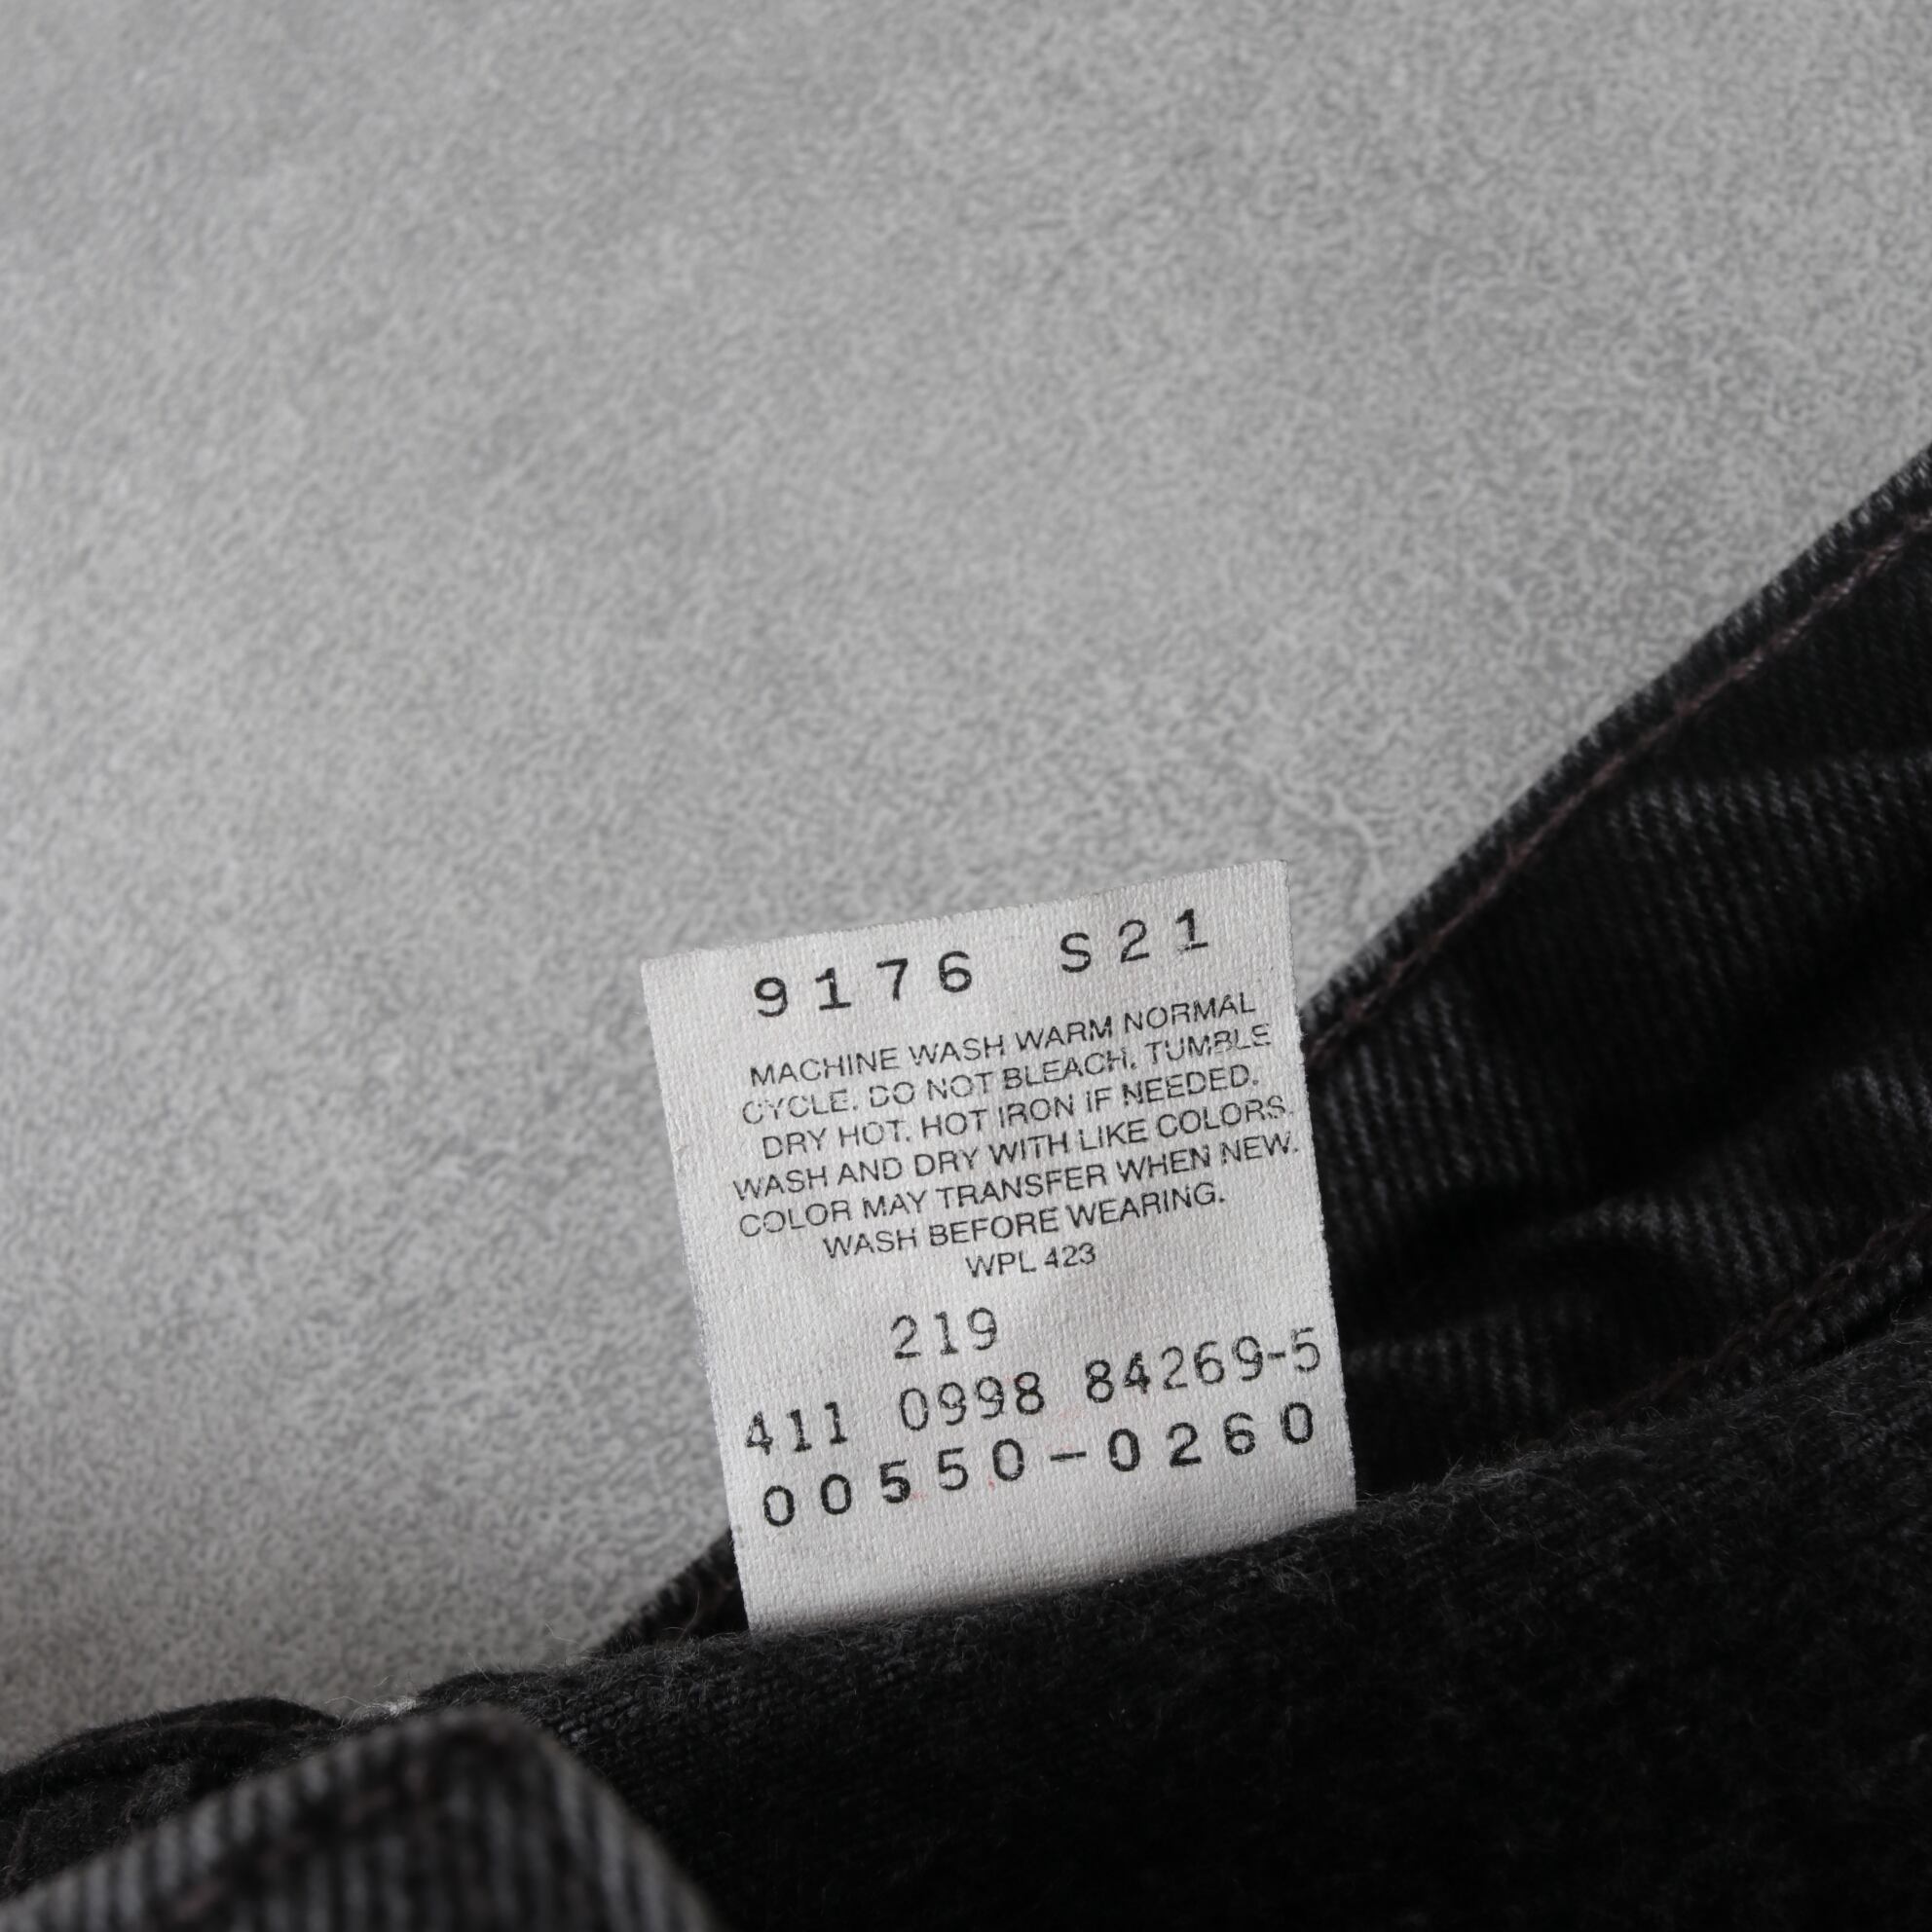 9176 S21
MACHINE WASH WARM NORMAL
CYCLE. DO NOT BLEACH. TUMBLE
DRY HOT. HOT IRON IF NEEDED.
WASH AND DRY WITH LIKE COLORS.
COLOR MAY TRANSFER WHEN NEW.
WASH BEFORE WEARING.
WPL 423
219
411 0998 84269-5
00550-0260